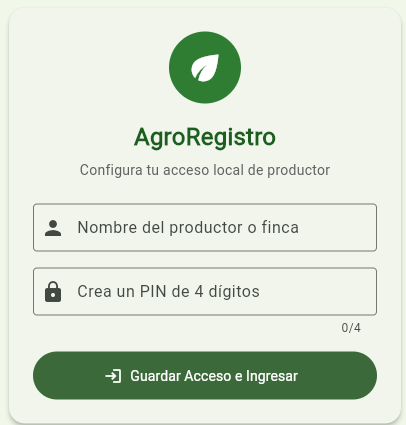 AgroRegistro
Configura tu acceso local de productor
Nombre del productor o finca
Crea un PIN de 4 dígitos
0/4
Guardar Acceso e Ingresar